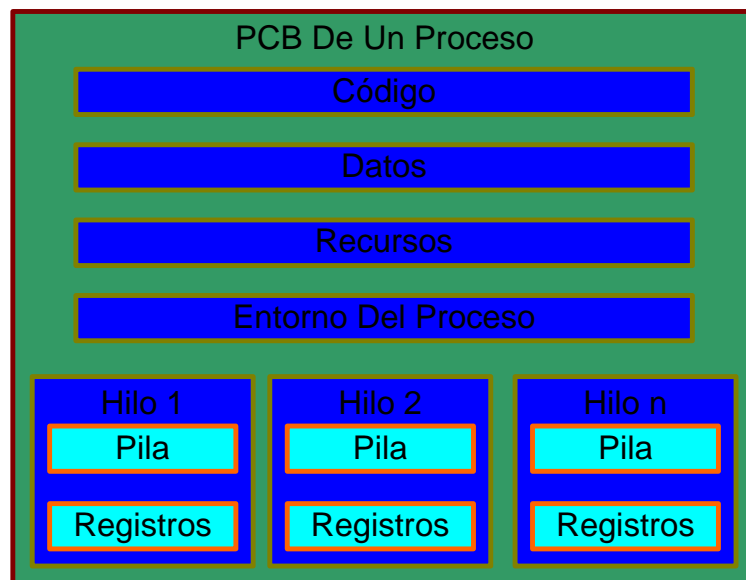 PCB De Un Proceso
Código
Datos
Recursos
Entorno Del Proceso
Hilo 1
Pila
Registros
Hilo 2
Pila
Registros
Hilo n
Pila
Registros